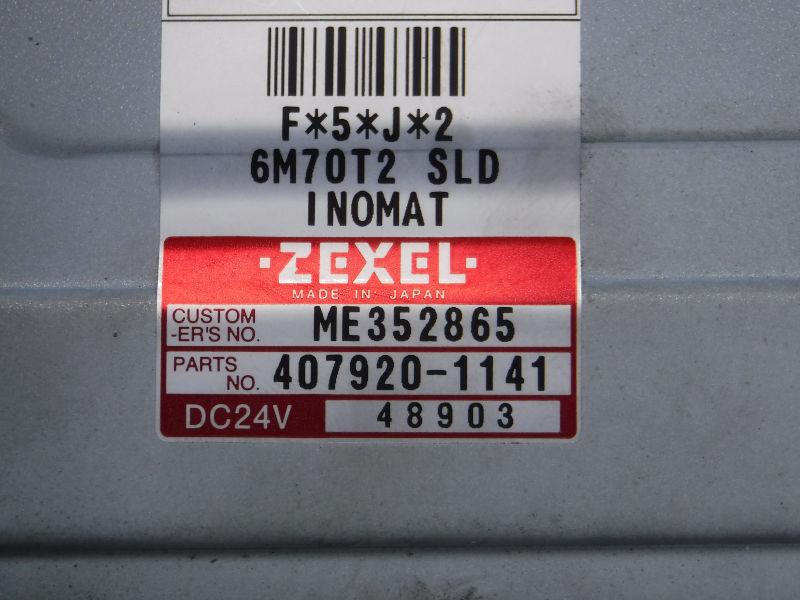 F*5*J*2
6M70T2 SLD
INOMAT
·ZEXEL·
MADE IN JAPAN
CUSTOM
-ER'S NO. ME352865
PARTS
NO. 407920-1141
DC24V 48903